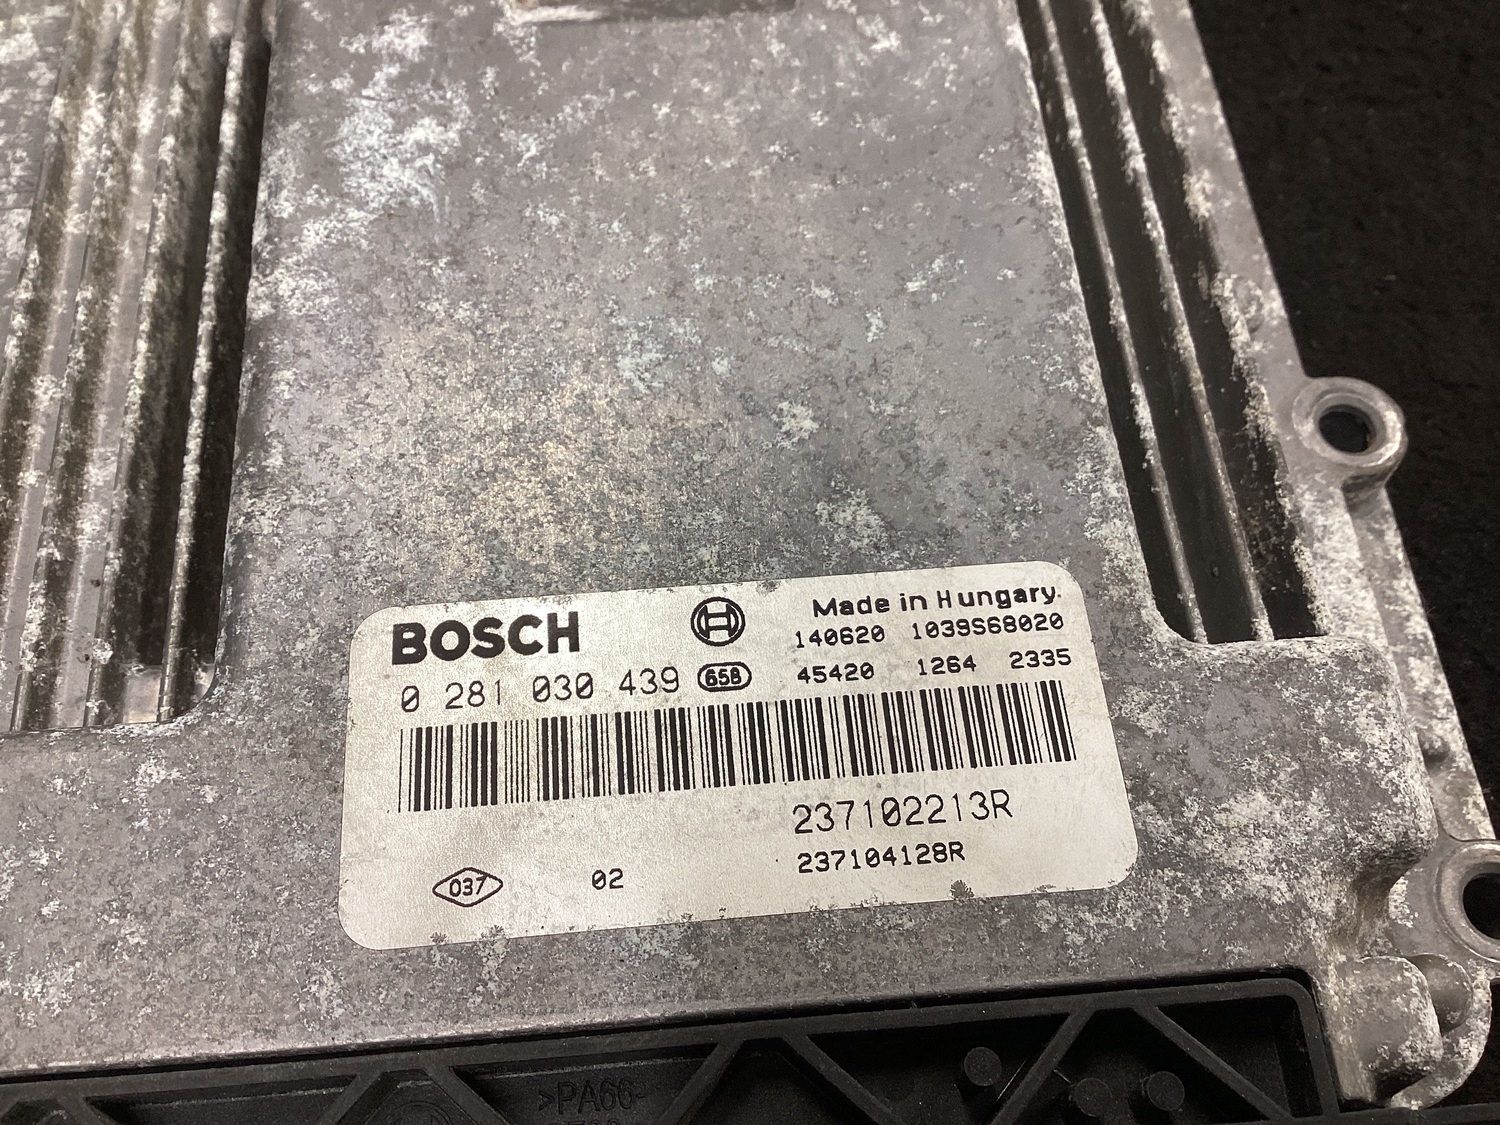 BOSCH
Made in Hungary.
140620 1039S68020
0 281 030 439 658
45420 1264 2335
237102213R
237104128R
037 02
>PA66-